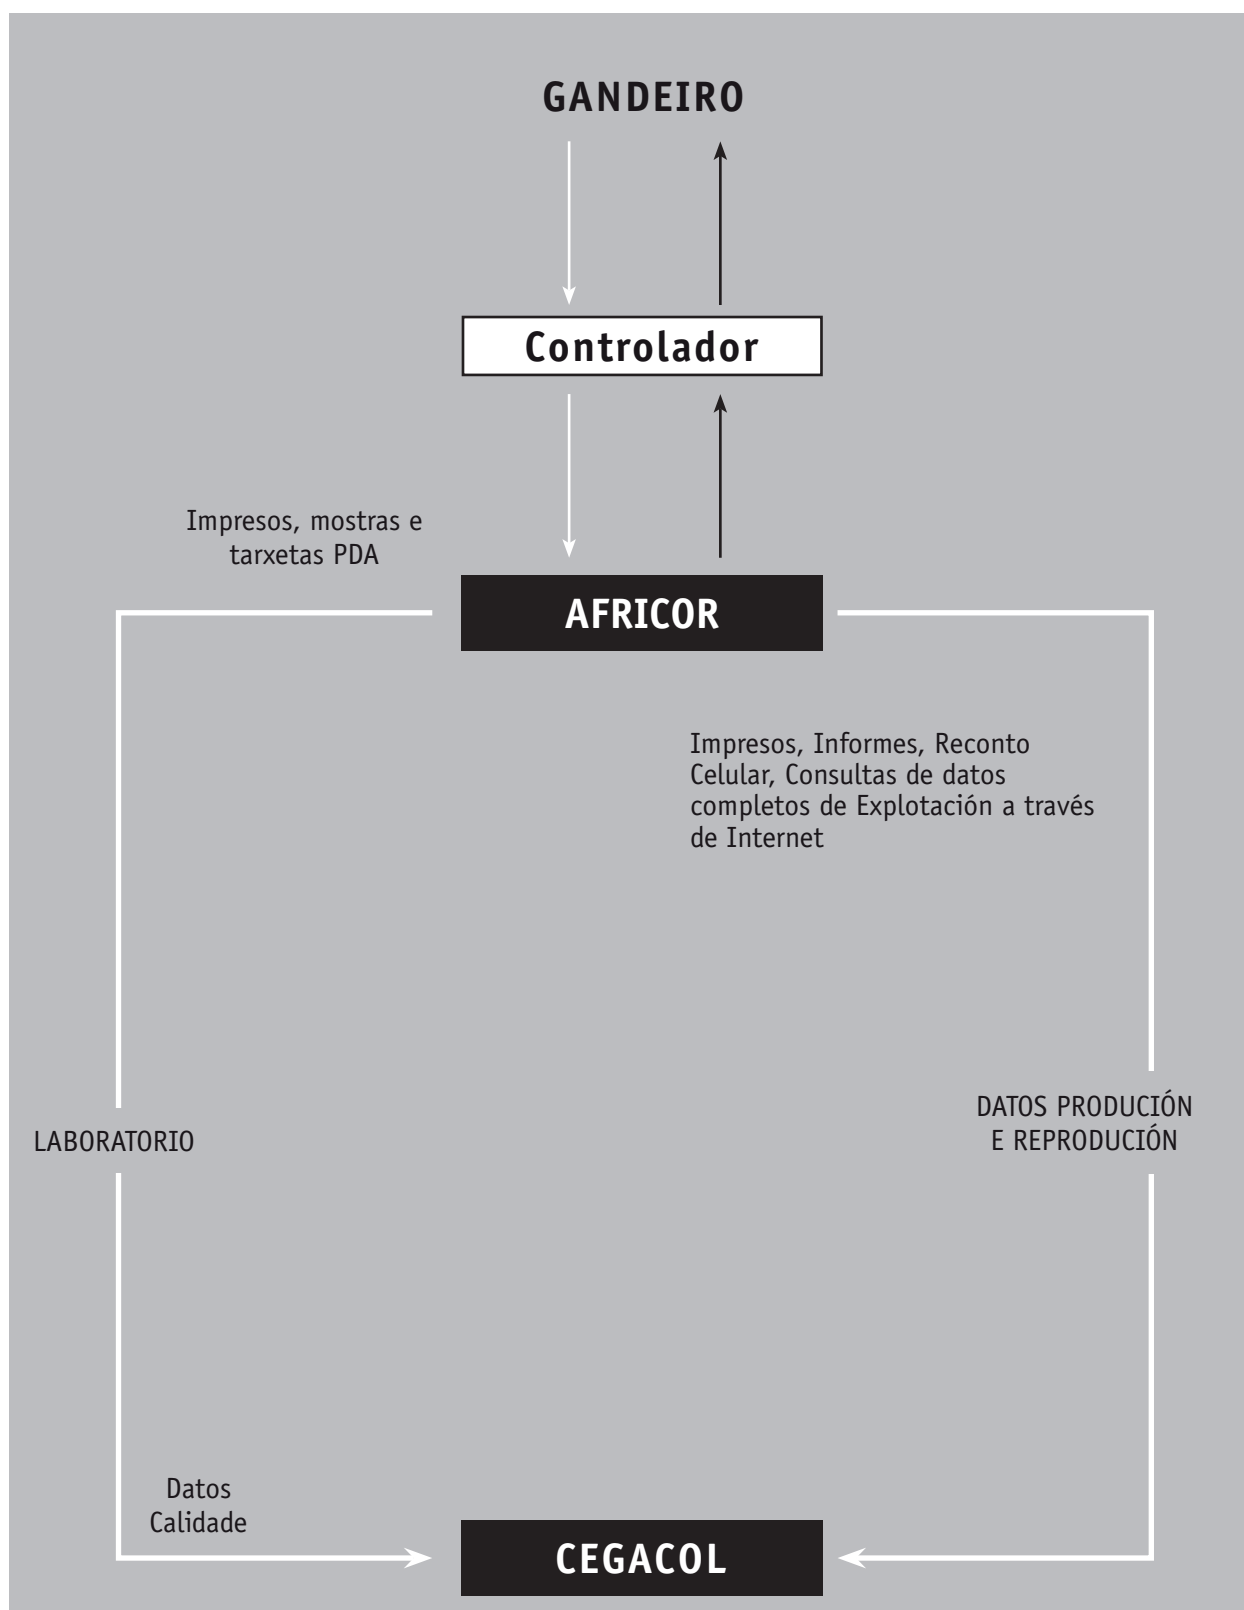 GANDEIRO
Controlador
Impresos, mostras e
tarxetas PDA
AFRICOR
Impresos, Informes, Reconto
Celular, Consultas de datos
completos de Explotación a través
de Internet
DATOS PRODUCIÓN
E REPRODUCIÓN
LABORATORIO
Datos
Calidade
CEGACOL